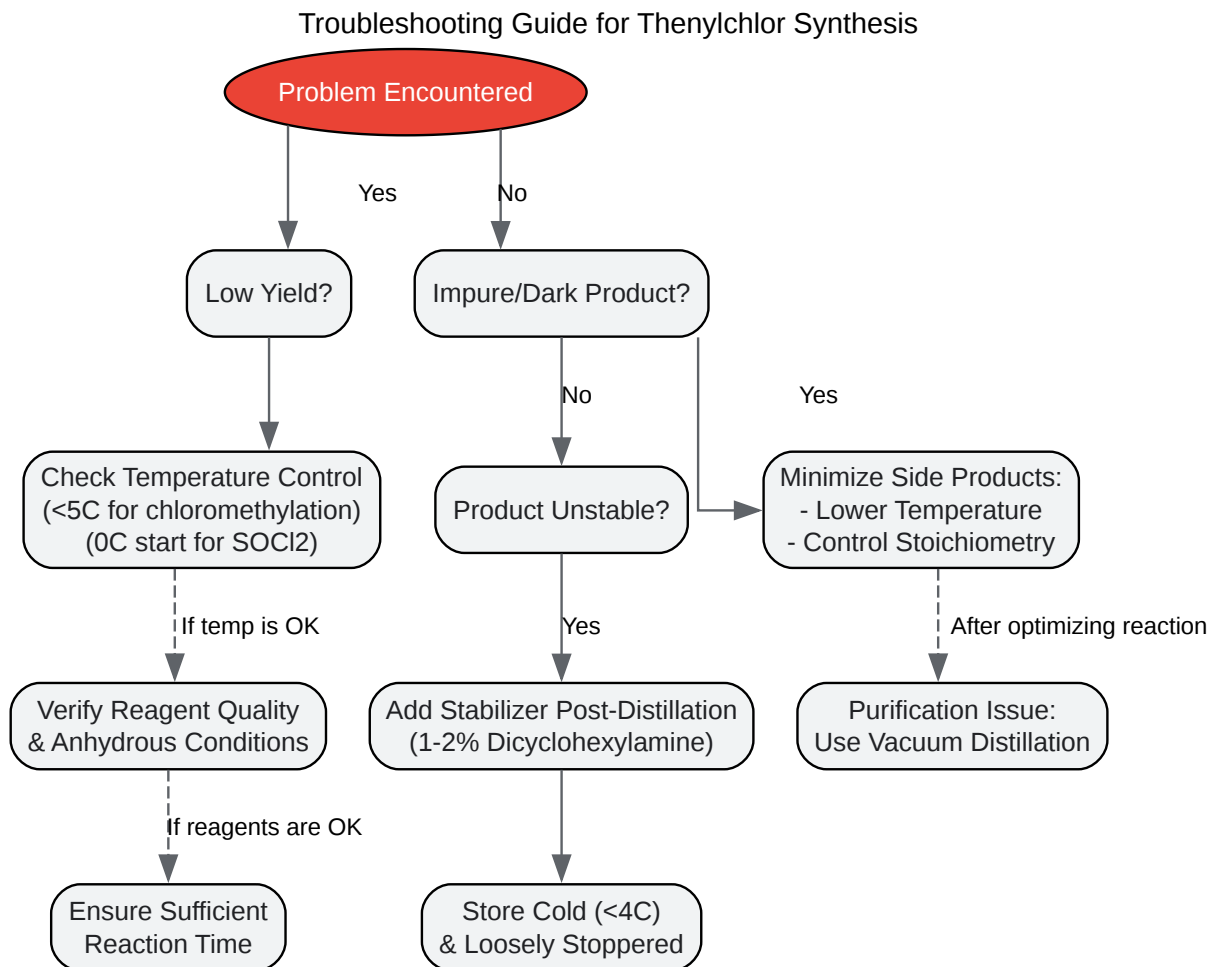 Troubleshooting Guide for Thenylchlor Synthesis
Problem Encountered
Yes
No
Low Yield?
Impure/Dark Product?
No
Yes
Check Temperature Control
(<5C for chloromethylation)
(0C start for SOCl2)
Product Unstable?
Minimize Side Products:
- Lower Temperature
- Control Stoichiometry
If temp is OK
Yes
After optimizing reaction
Verify Reagent Quality
& Anhydrous Conditions
Add Stabilizer Post-Distillation
(1-2% Dicyclohexylamine)
Purification Issue:
Use Vacuum Distillation
If reagents are OK
Ensure Sufficient
Reaction Time
Store Cold (<4C)
& Loosely Stoppered